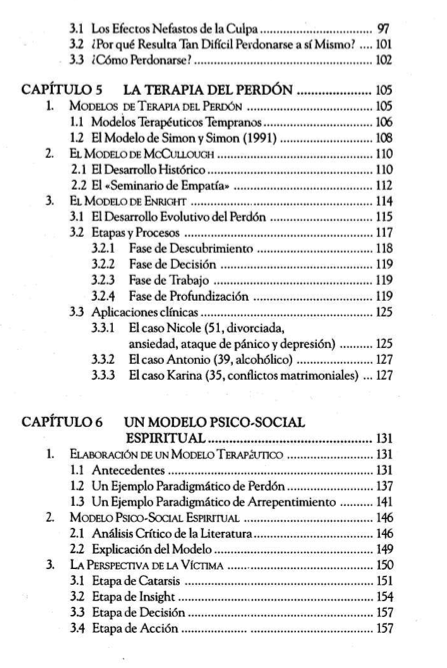 3.1 Los Efectos Nefastos de la Culpa ............................ 97
3.2 ¿Por qué Resulta Tan Difícil Perdonarse a sí Mismo? .... 101
3.3 ¿Cómo Perdonarse? ............................................ 102
CAPÍTULO 5 LA TERAPIA DEL PERDÓN ..................... 105
1. MODELOS DE TERAPIA DEL PERDÓN ................................. 105
1.1 Modelos Terapéuticos Tempranos ............................. 106
1.2 El Modelo de Simon y Simon (1991) ......................... 108
2. EL MODELO DE MCCULLOUGH .......................................... 110
2.1 El Desarrollo Histórico ........................................... 110
2.2 El «Seminario de Empatía» ..................................... 112
3. EL MODELO DE ENRIGHT ................................................. 114
3.1 El Desarrollo Evolutivo del Perdón .......................... 115
3.2 Etapas y Procesos ................................................... 117
3.2.1 Fase de Descubrimiento ............................... 118
3.2.2 Fase de Decisión .......................................... 119
3.2.3 Fase de Trabajo ............................................ 119
3.2.4 Fase de Profundización ................................ 119
3.3 Aplicaciones clínicas ................................................ 125
3.3.1 El caso Nicole (51, divorciada,
ansiedad, ataque de pánico y depresión) .......... 125
3.3.2 El caso Antonio (39, alcohólico) ...................... 127
3.3.3 El caso Karina (35, conflictos matrimoniales) ... 127
CAPÍTULO 6 UN MODELO PSICO-SOCIAL
ESPIRITUAL ............................................. 131
1. ELABORACIÓN DE UN MODELO TERAPÉUTICO ....................... 131
1.1 Antecedentes .......................................................... 131
1.2 Un Ejemplo Paradigmático de Perdón ..................... 137
1.3 Un Ejemplo Paradigmático de Arrepentimiento .......... 141
2. MODELO PSICO-SOCIAL ESPIRITUAL .................................. 146
2.1 Análisis Crítico de la Literatura ................................ 146
2.2 Explicación del Modelo ........................................... 149
3. LA PERSPECTIVA DE LA VÍCTIMA ........................................ 150
3.1 Etapa de Catarsis .................................................... 151
3.2 Etapa de Insight ...................................................... 154
3.3 Etapa de Decisión .................................................... 157
3.4 Etapa de Acción ...................................................... 157